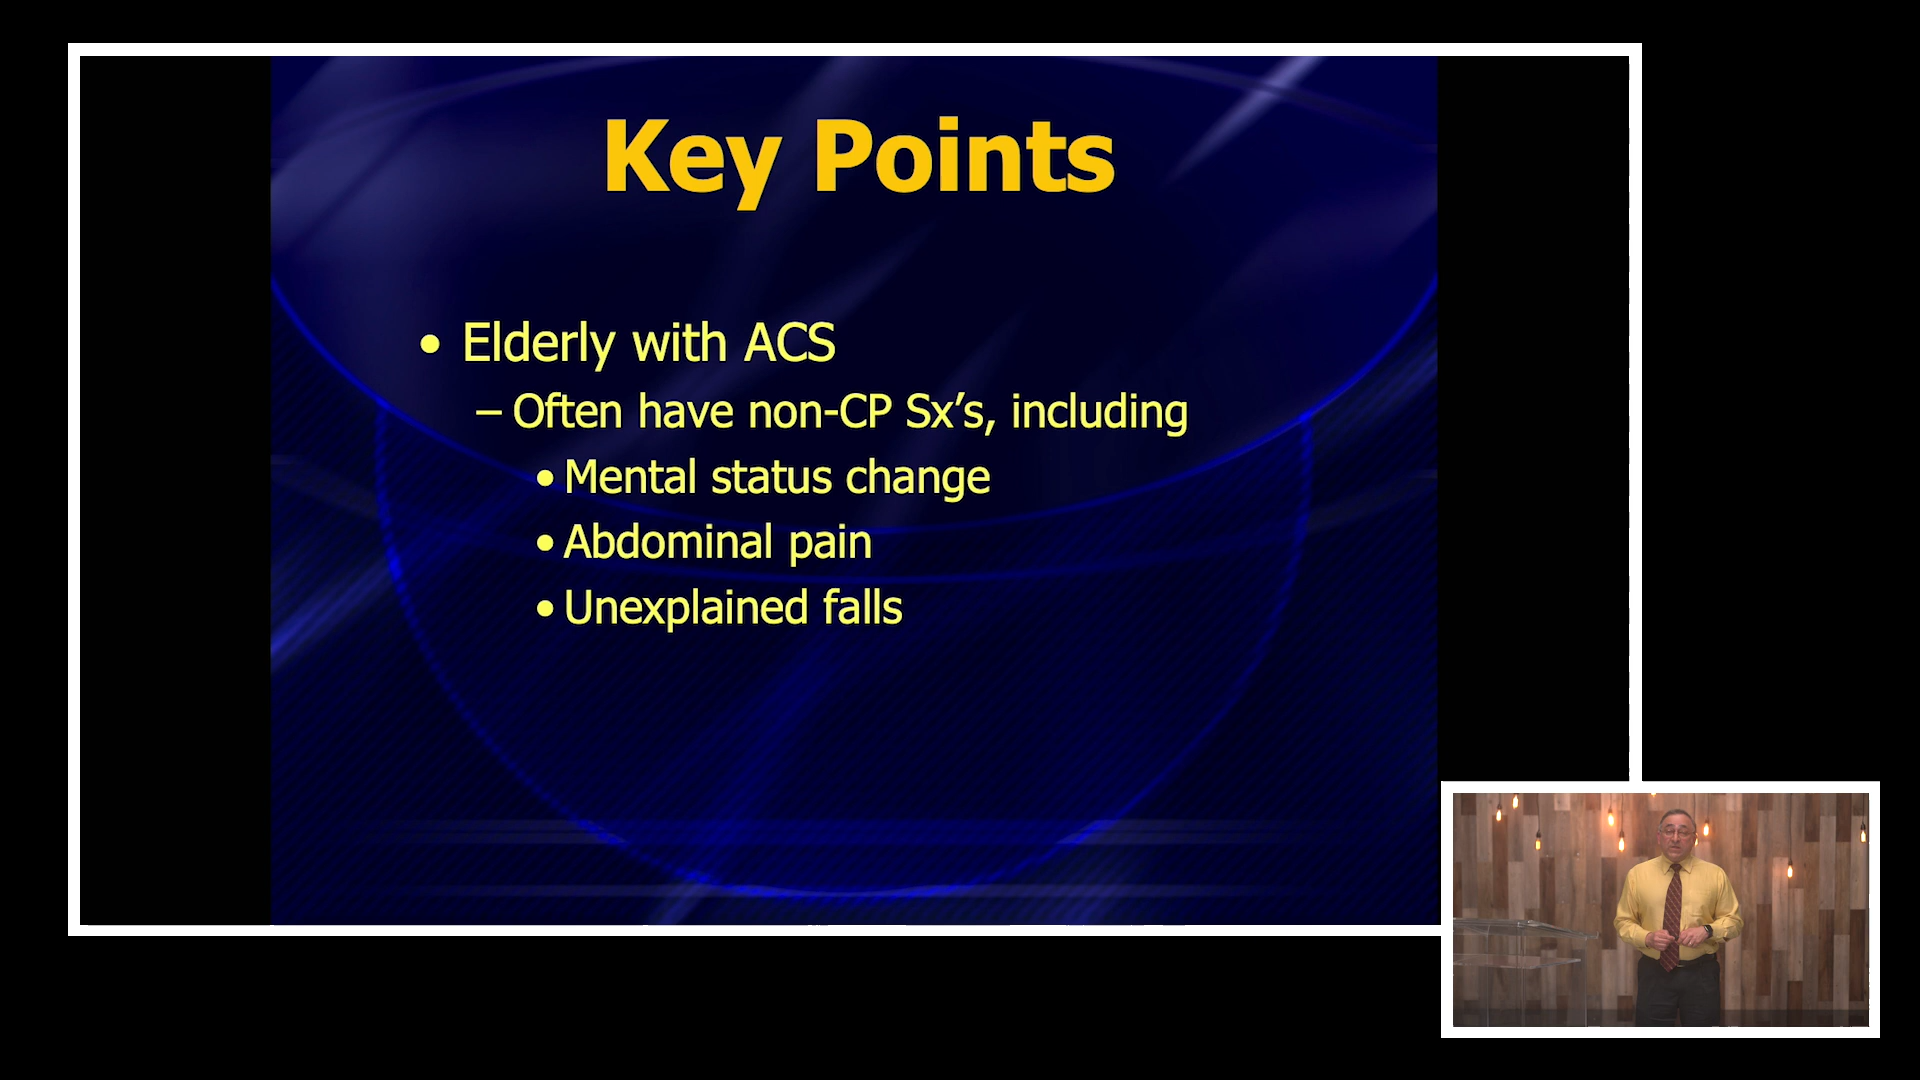 Key Points
• Elderly with ACS
– Often have non-CP Sx’s, including
• Mental status change
• Abdominal pain
• Unexplained falls